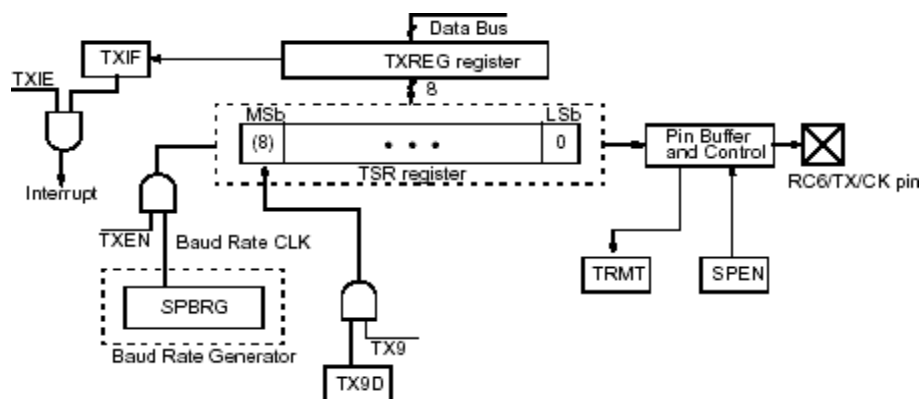 Data Bus
TXIF
TXREG register
TXIE
8
MSb
LSb
(8)
• • •
0
Pin Buffer
and Control
TSR register
Interrupt
RC6/TX/CK pin
TXEN
Baud Rate CLK
TRMT
SPEN
SPBRG
TX9
Baud Rate Generator
TX9D